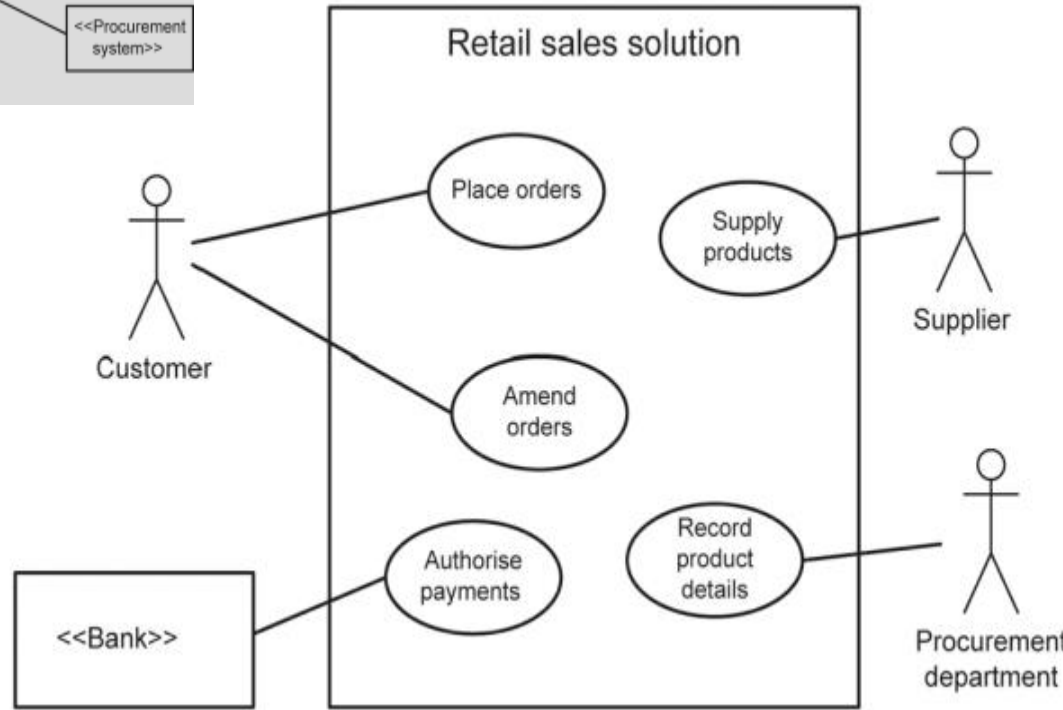 <<Procurement
system>>
Retail sales solution
Place orders
Supply
products
Supplier
Customer
Amend
orders
Record
product
details
Authorise
payments
<<Bank>>
Procurement
department